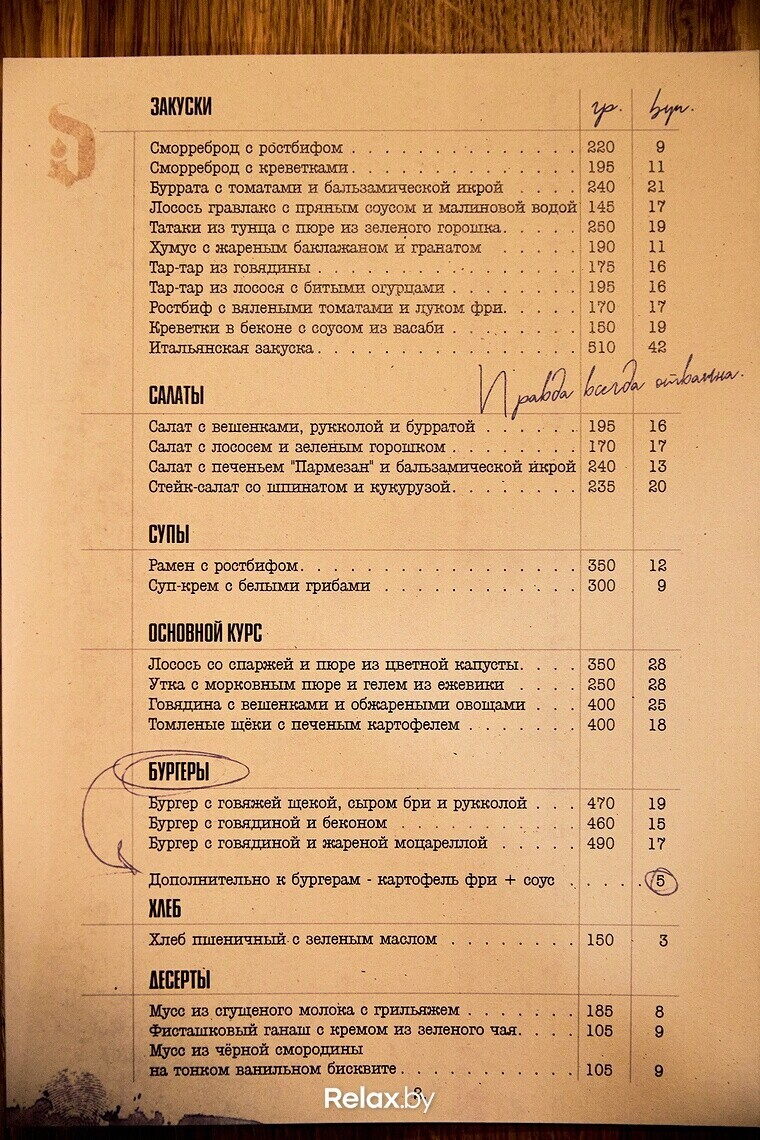 ЗАКУСКИ гр. byn.
Сморреброд с ростбифом . . . . . . . . . . . . . . 220 9
Сморреброд с креветками . . . . . . . . . . . . . . 195 11
Буррата с томатами и бальзамической икрой . . . . 240 21
Лосось гравлакс с пряным соусом и малиновой водой 145 17
Татаки из тунца с пюре из зеленого горошка . . . . 250 19
Хумус с жареным баклажаном и гранатом . . . . . 190 11
Тар-тар из говядины . . . . . . . . . . . . . . . . 175 16
Тар-тар из лосося с битыми огурцами . . . . . . . 195 16
Ростбиф с вялеными томатами и луком фри. . . . . 170 17
Креветки в беконе с соусом из васаби . . . . . . . 150 19
Итальянская закуска . . . . . . . . . . . . . . . . 510 42
Правда всегда отважна.
САЛАТЫ
Салат с вешенками, рукколой и бурратой . . . . . 195 16
Салат с лососем и зеленым горошком . . . . . . . 170 17
Салат с печеньем "Пармезан" и бальзамической икрой 240 13
Стейк-салат со шпинатом и кукурузой. . . . . . . 235 20
СУПЫ
Рамен с ростбифом. . . . . . . . . . . . . . . . . 350 12
Суп-крем с белыми грибами . . . . . . . . . . . . 300 9
ОСНОВНОЙ КУРС
Лосось со спаржей и пюре из цветной капусты. . . . 350 28
Утка с морковным пюре и гелем из ежевики . . . . 250 28
Говядина с вешенками и обжареными овощами . . . 400 25
Томленые щёки с печеным картофелем . . . . . . 400 18
БУРГЕРЫ
Бургер с говяжей щекой, сыром бри и рукколой . . . 470 19
Бургер с говядиной и беконом . . . . . . . . . . . 460 15
Бургер с говядиной и жареной моцареллой . . . . . 490 17
Дополнительно к бургерам - картофель фри + соус . . . . . 5
ХЛЕБ
Хлеб пшеничный с зеленым маслом . . . . . . . . 150 3
ДЕСЕРТЫ
Мусс из сгущеного молока с грильяжем . . . . . . . 185 8
Фисташковый ганаш с кремом из зеленого чая. . . . 105 9
Мусс из чёрной смородины
на тонком ванильном бисквите . . . . . . . . . . . 105 9
Relax.by